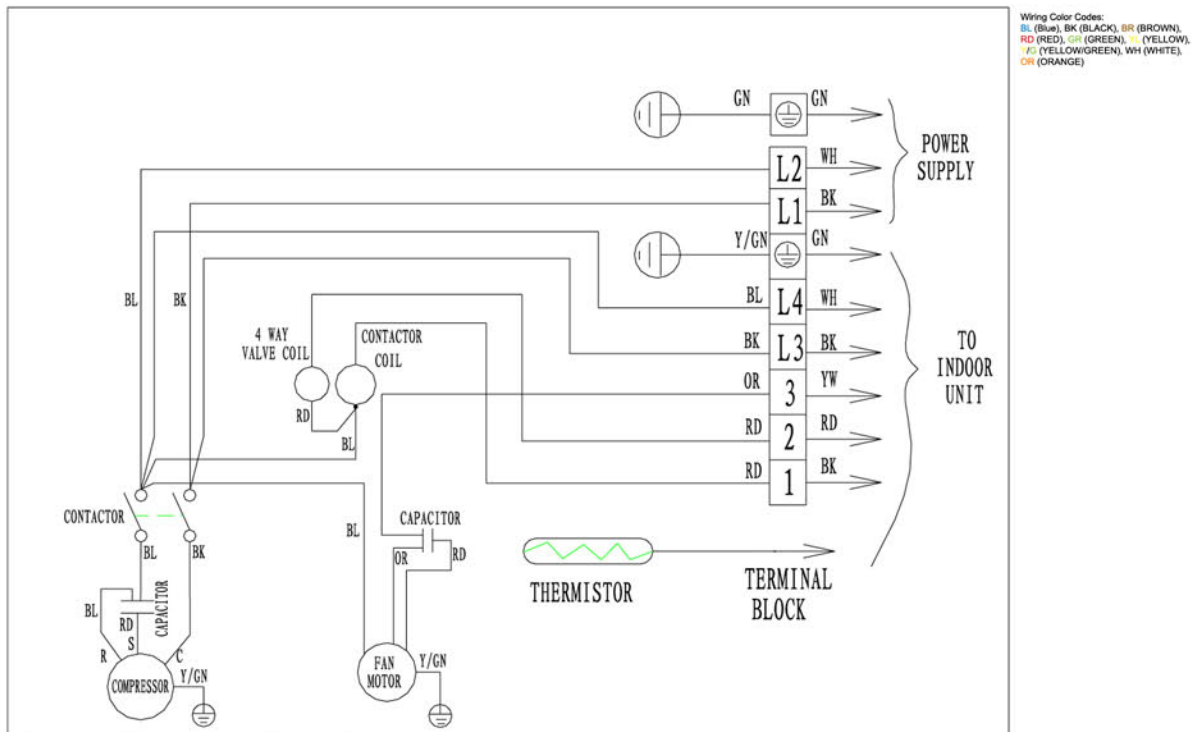 Wiring Color Codes:
BL (Blue), BK (BLACK), BR (BROWN),
RD (RED), GR (GREEN), YL (YELLOW),
Y/G (YELLOW/GREEN), WH (WHITE),
OR (ORANGE)
GN
GN
L2
WH
POWER
SUPPLY
L1
BK
Y/GN
GN
BL
L4
WH
BK
L3
BK
OR
3
YW
RD
2
RD
RD
1
BK
TO
INDOOR
UNIT
BL
BK
4 WAY
VALVE COIL
CONTACTOR
COIL
RD
BL
CONTACTOR
BL
BK
BL
CAPACITOR
OR
RD
THERMISTOR
TERMINAL
BLOCK
BL
RD
CAPACITOR
R
S
C
COMPRESSOR
Y/GN
FAN
MOTOR
Y/GN